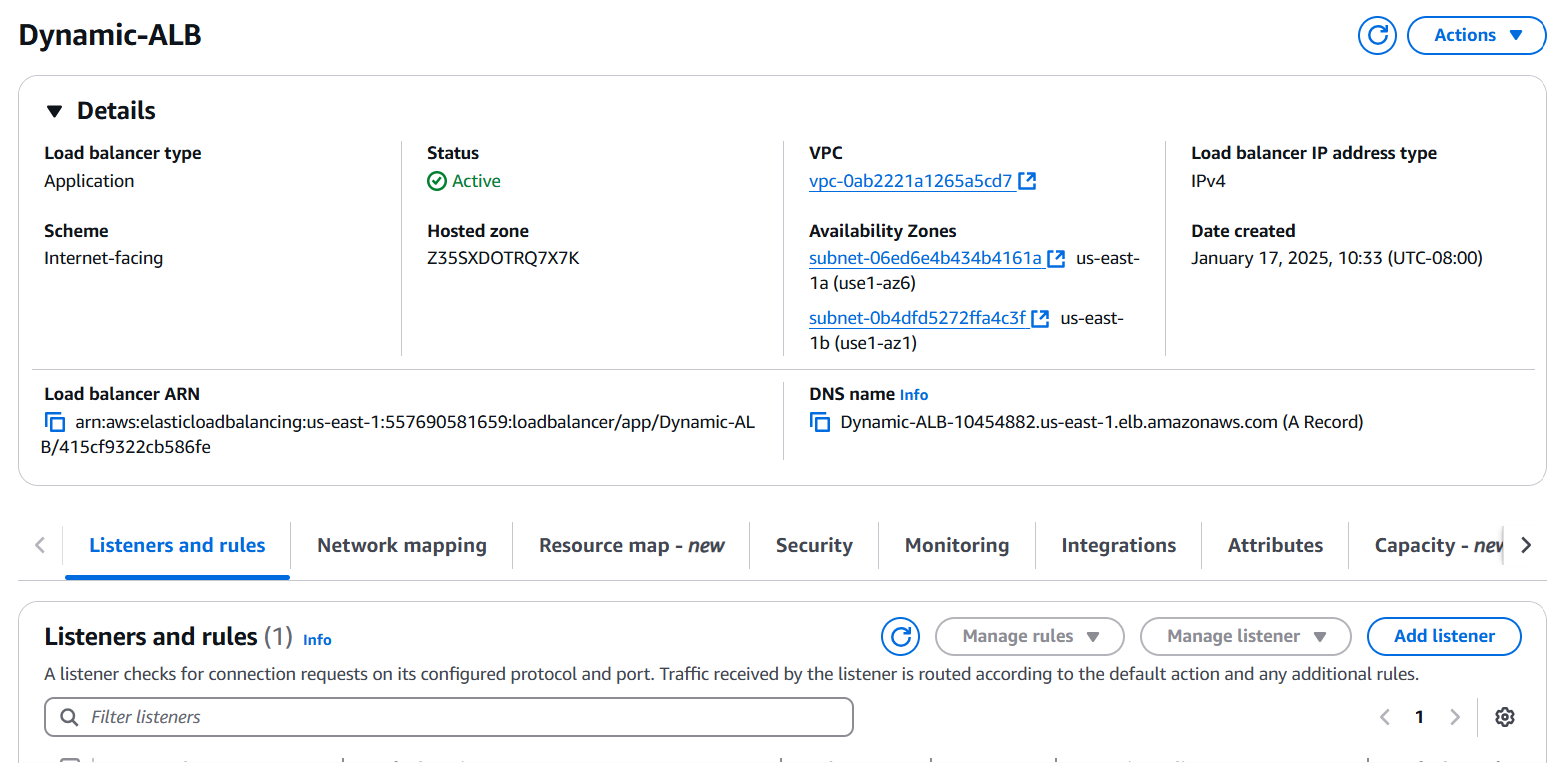 Dynamic-ALB
Actions
Details
Load balancer type
Application
Status
Active
VPC
vpc-0ab2221a1265a5cd7
Load balancer IP address type
IPv4
Scheme
Internet-facing
Hosted zone
Z35SXDOTRQ7X7K
Availability Zones
subnet-06ed6e4b434b4161a us-east-
1a (use1-az6)
subnet-0b4dfd5272ffa4c3f us-east-
1b (use1-az1)
Date created
January 17, 2025, 10:33 (UTC-08:00)
Load balancer ARN
arn:aws:elasticloadbalancing:us-east-1:557690581659:loadbalancer/app/Dynamic-AL
B/415cf9322cb586fe
DNS name Info
Dynamic-ALB-10454882.us-east-1.elb.amazonaws.com (A Record)
Listeners and rules
Network mapping
Resource map - new
Security
Monitoring
Integrations
Attributes
Capacity - new
Listeners and rules (1) Info
Manage rules
Manage listener
Add listener
A listener checks for connection requests on its configured protocol and port. Traffic received by the listener is routed according to the default action and any additional rules.
Filter listeners
1